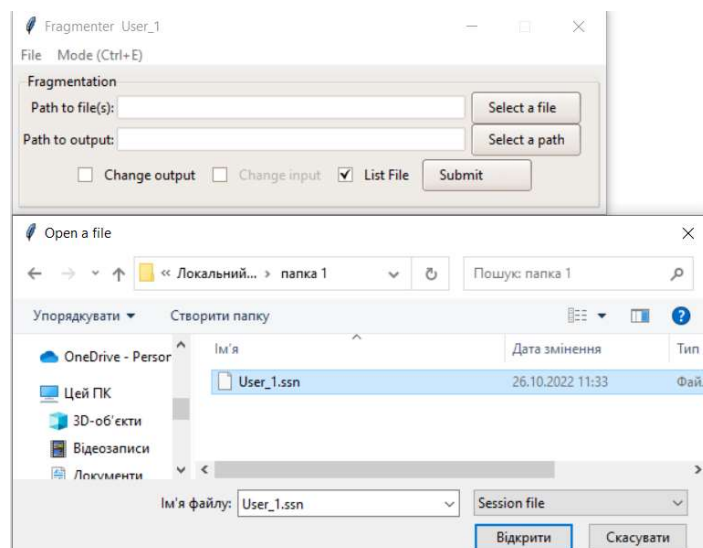 Fragmenter User_1
File Mode (Ctrl+E)
Fragmentation
Path to file(s): Select a file
Path to output: Select a path
Change output Change input List File Submit
Open a file
« Локальний... › папка 1 Пошук: папка 1
Упорядкувати Створити папку
OneDrive - Person Ім'я Дата змінення Тип
User_1.ssn 26.10.2022 11:33 Фай
Цей ПК
3D-об'єкти
Відеозаписи
Документи
Ім'я файлу: User_1.ssn Session file
Відкрити Скасувати